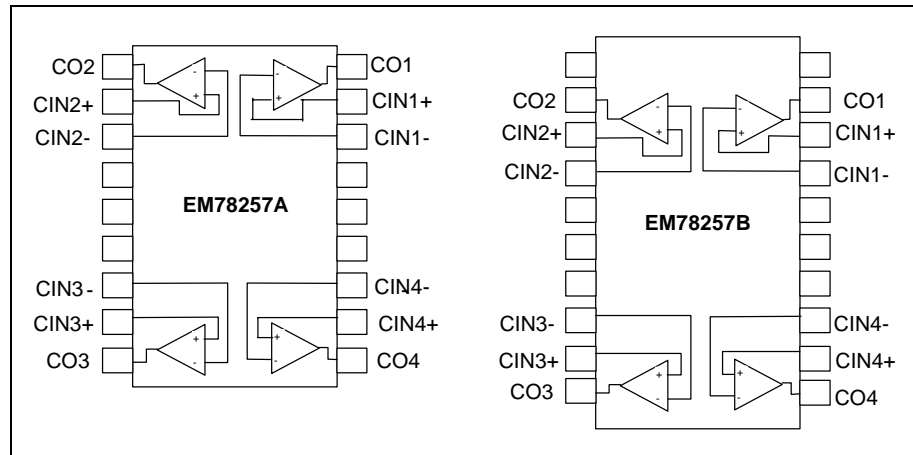 CO2
CIN2+
CIN2-
CO1
CIN1+
CIN1-
-
+
-
+
EM78257A
CIN3-
CIN3+
CO3
CIN4-
CIN4+
CO4
+
-
+
-
CO2
CIN2+
CIN2-
CO1
CIN1+
CIN1-
-
+
-
+
EM78257B
CIN3-
CIN3+
CO3
CIN4-
CIN4+
CO4
+
-
+
-